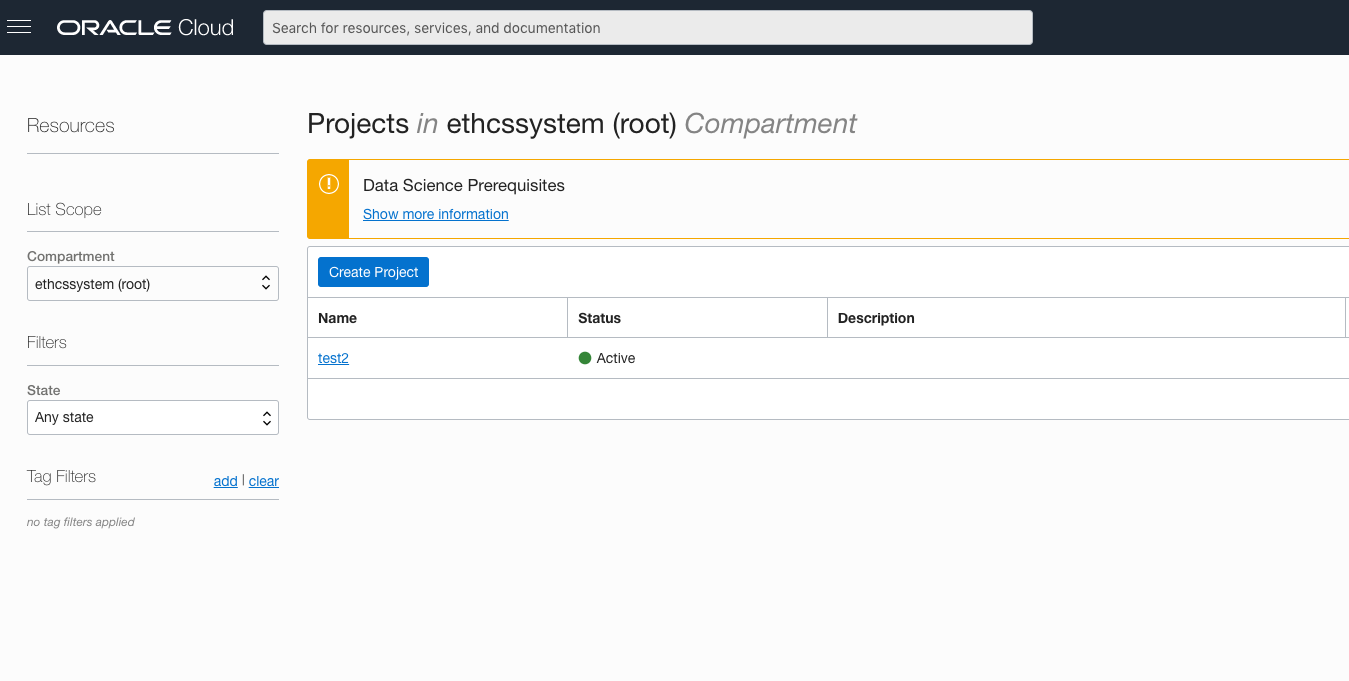 ORACLE Cloud
Search for resources, services, and documentation
Resources
List Scope
Compartment
ethcssystem (root)
Filters
State
Any state
Tag Filters
add | clear
no tag filters applied
Projects in ethcssystem (root) Compartment
Data Science Prerequisites
Show more information
Create Project
Name Status Description
test2 Active